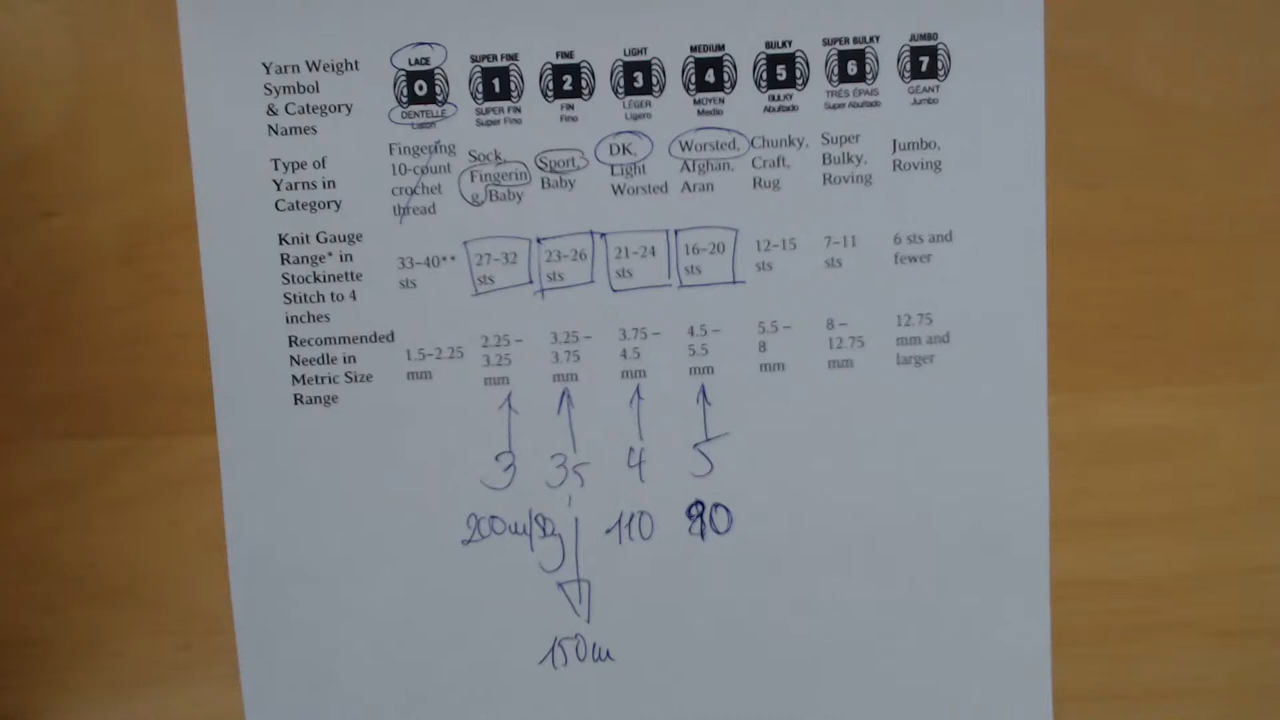 LACE SUPER FINE FINE LIGHT MEDIUM BULKY SUPER BULKY JUMBO
Yarn Weight
Symbol 0 1 2 3 4 5 6 7
& Category
Names
DENTELLE SUPER FIN FIN LÉGER MOYEN BULKY TRÈS ÉPAIS GÉANT
Super Fino Fino Ligero Medio Abultado Super Abultado Jumbo
Type of
Yarns in
Category
Fingering Sock, Sport, DK, Worsted, Chunky, Super Jumbo,
10-count Fingerin Baby Light Afghan, Craft, Bulky, Roving
crochet g, Baby Worsted Aran Rug Roving
thread
Knit Gauge
Range* in
Stockinette
Stitch to 4
inches
33–40** 27–32 23–26 21–24 16–20 12–15 7–11 6 sts and
sts sts sts sts sts sts sts fewer
Recommended
Needle in
Metric Size
Range
1.5–2.25 2.25– 3.25– 3.75– 4.5– 5.5– 8– 12.75
mm 3.25 3.75 4.5 5.5 8 12.75 mm and
mm mm mm mm mm mm larger
3 35 4 5
200m/50g 110 90
150m